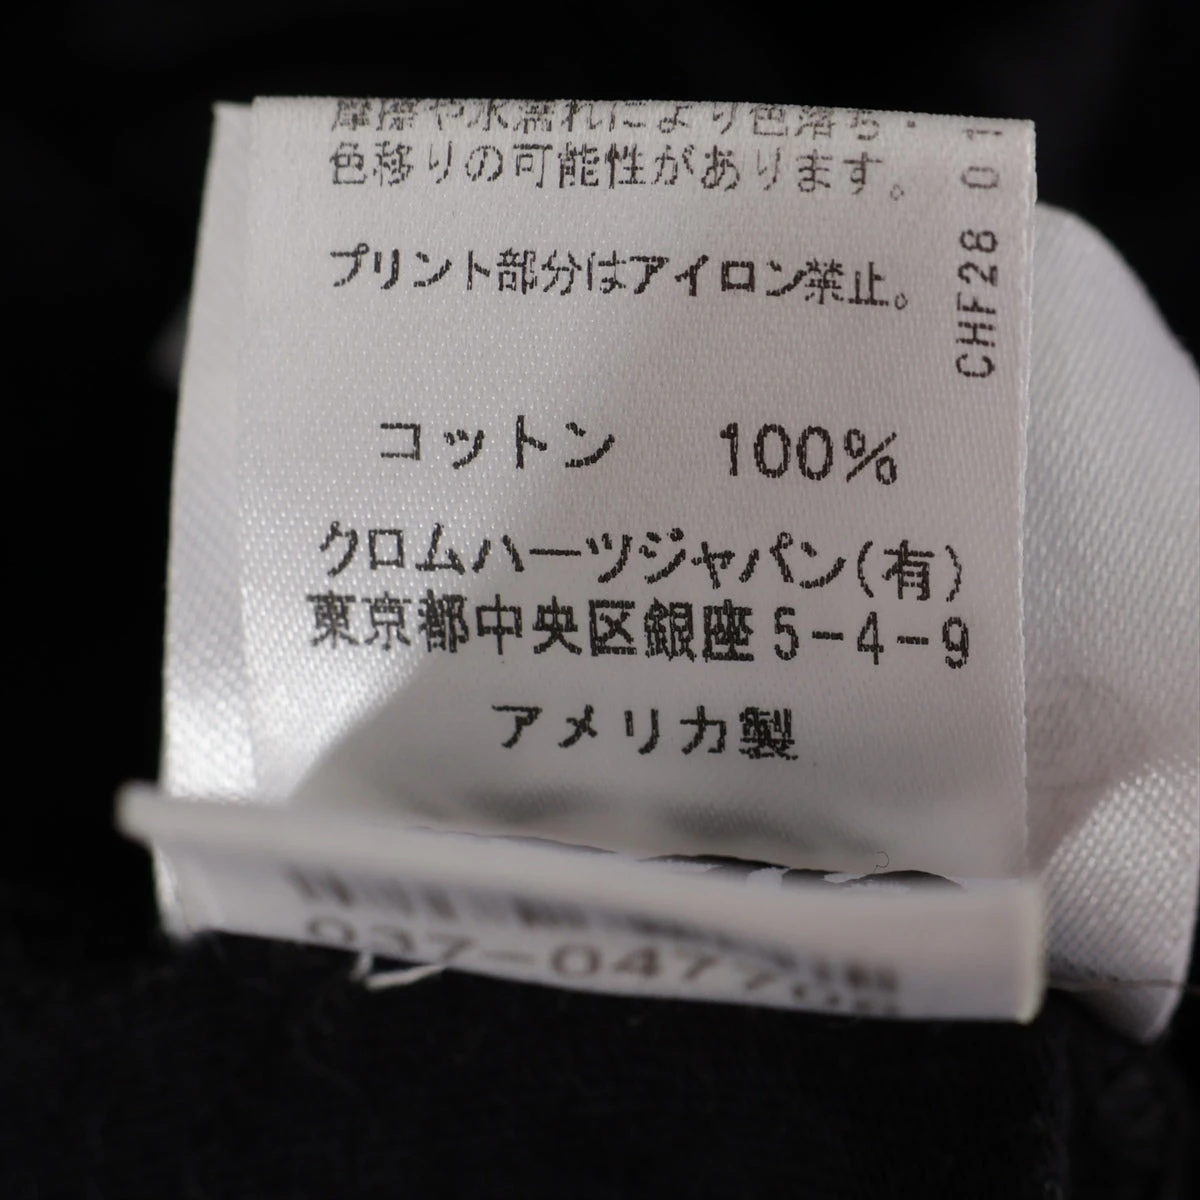 摩擦や水濡れにより色落ち・
色移りの可能性があります。
プリント部分はアイロン禁止。
コットン 100%
クロムハーツジャパン(有)
東京都中央区銀座5-4-9
アメリカ製
CHF28 01